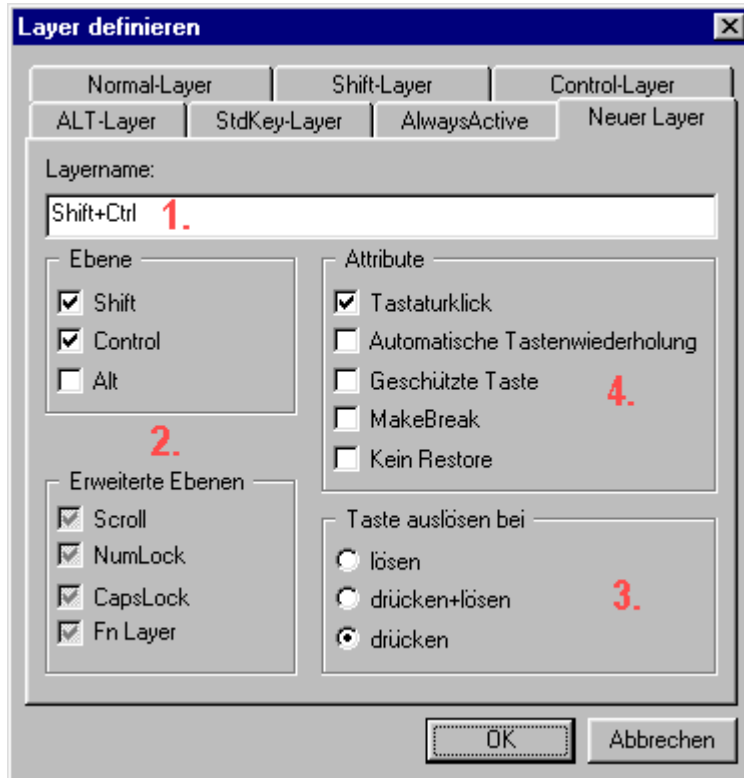 Layer definieren
Normal-Layer
Shift-Layer
Control-Layer
ALT-Layer
StdKey-Layer
AlwaysActive
Neuer Layer
Layername:
Shift+Ctrl 1.
Ebene
Shift
Control
Alt
2.
Erweiterte Ebenen
Scroll
NumLock
CapsLock
Fn Layer
Attribute
Tastaturklick
Automatische Tastenwiederholung
Geschützte Taste
4.
MakeBreak
Kein Restore
Taste auslösen bei
lösen
drücken+lösen
3.
drücken
OK
Abbrechen